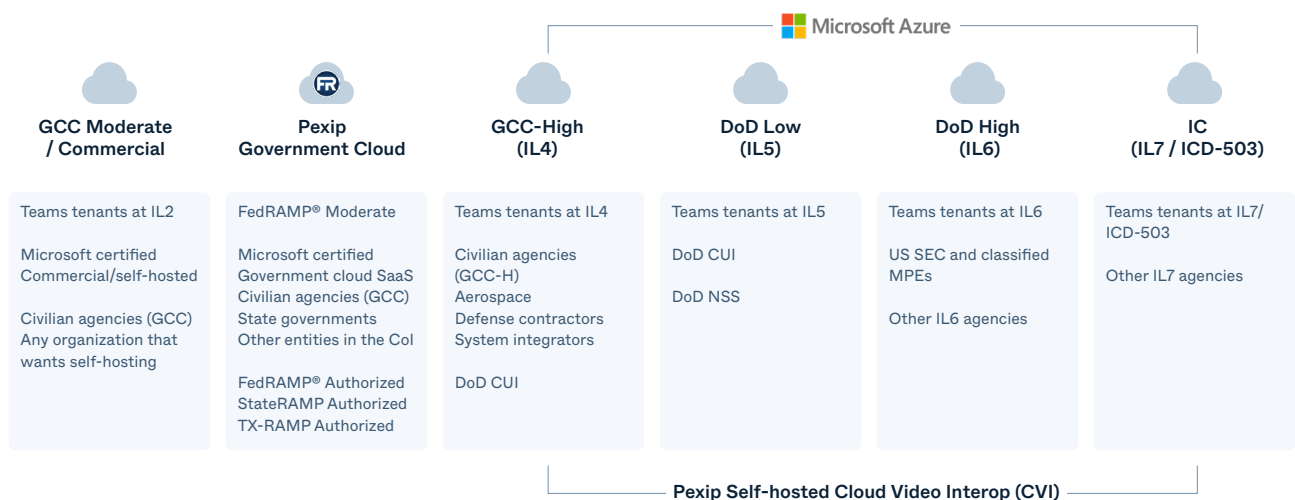 Microsoft Azure
FR
GCC Moderate
/ Commercial
Pexip
Government Cloud
GCC-High
(IL4)
DoD Low
(IL5)
DoD High
(IL6)
IC
(IL7 / ICD-503)
Teams tenants at IL2
Microsoft certified
Commercial/self-hosted
Civilian agencies (GCC)
Any organization that
wants self-hosting
FedRAMP® Moderate
Microsoft certified
Government cloud SaaS
Civilian agencies (GCC)
State governments
Other entities in the CoI
FedRAMP® Authorized
StateRAMP Authorized
TX-RAMP Authorized
Teams tenants at IL4
Civilian agencies
(GCC-H)
Aerospace
Defense contractors
System integrators
DoD CUI
Teams tenants at IL5
DoD CUI
DoD NSS
Teams tenants at IL6
US SEC and classified
MPEs
Other IL6 agencies
Teams tenants at IL7/
ICD-503
Other IL7 agencies
Pexip Self-hosted Cloud Video Interop (CVI)